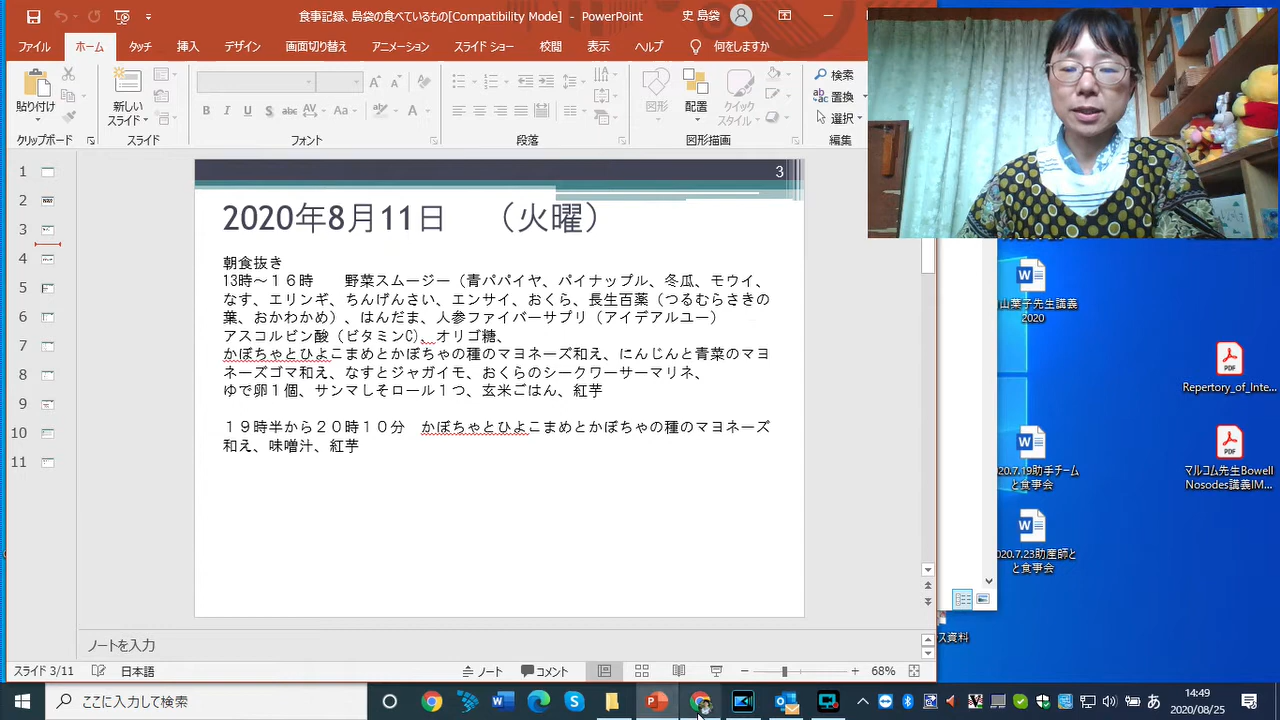 食事記録、島袋の食べているもの[Compatibility Mode] - PowerPoint
史 島袋
ファイル ホーム タッチ 挿入 デザイン 画面切り替え アニメーション スライド ショー 校閲 表示 ヘルプ 何をしますか
貼り付け
新しい
スライド
図形
配置
クイック
スタイル
検索
置換
選択
クリップボード スライド フォント 段落 図形描画 編集
1
2
3
4
5
6
7
8
9
10
11
3
2020年8月11日 （火曜）
朝食抜き
13時～１６時 野菜スムージー（青パパイヤ、パイナップル、冬瓜、モウイ、
なす、エリンギ、ちんげんさい、エンサイ、おくら、長生百薬（つるむらさきの
葉、おかわかめ）、はんだま、人参ファイバーサプリ（アイデアルユー）
アスコルビン酸（ビタミンC)、オリゴ糖、
かぼちゃとひよこまめとかぼちゃの種のマヨネーズ和え、にんじんと青菜のマヨ
ネーズゴマ和え、なすとジャガイモ、おくらのシークワーサーマリネ、
ゆで卵１個、サンマしそロール１つ、玄米ごはん、紅芋
１９時半から２０時１０分 かぼちゃとひよこまめとかぼちゃの種のマヨネーズ
和え、味噌汁、紅芋
ノートを入力
スライド 3/11 日本語 ノート コメント 68%
山葉子先生講義
2020
Repertory_of_Inte...
020.7.19助手チーム
と食事会
マルコム先生Bowell
Nosodes講義IM...
020.7.23助産師と
と食事会
ス資料
ここに入力して検索
あ
14:49
2020/08/25